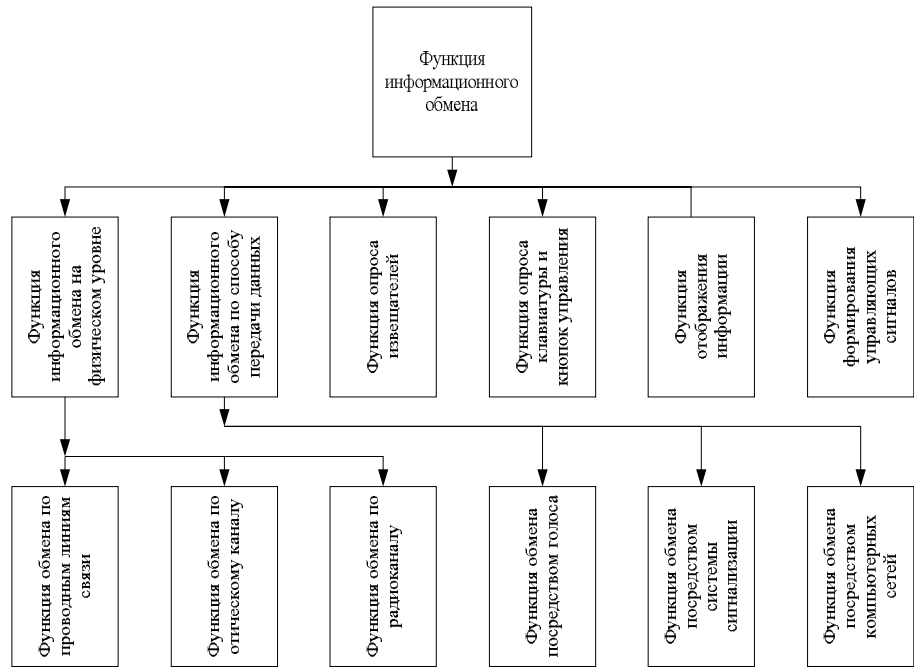 Функция
информационного
обмена
Функция
информационного
обмена на
физическом уровне
Функция
информационного
обмена по способу
передачи данных
Функция опроса
извещателей
Функция опроса
клавиатуры и
кнопок управления
Функция
отображения
информации
Функция
формирования
управляющих
сигналов
Функция обмена по
проводным линиям
связи
Функция обмена по
отическому каналу
Функция обмена по
радиоканалу
Функция обмена
посредством голоса
Функция обмена
посредством
системы
сигнализации
Функция обмена
посредством
компьютерных
сетей